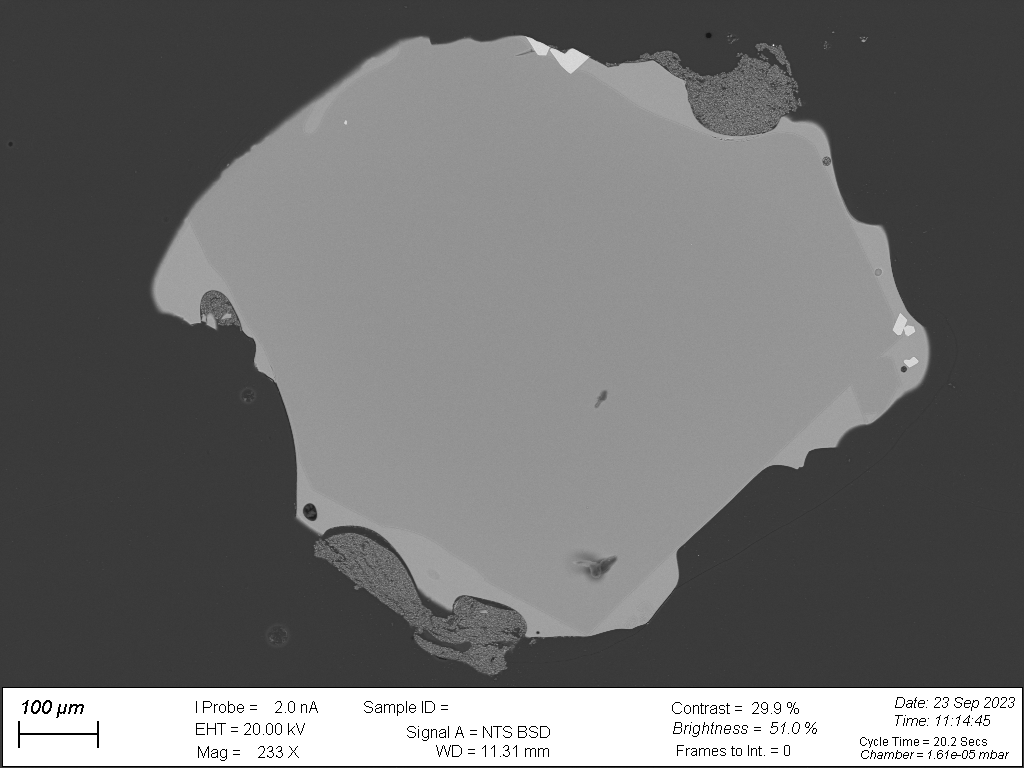 100 µm
I Probe = 2.0 nA
EHT = 20.00 kV
Mag = 233 X
Sample ID =
Signal A = NTS BSD
WD = 11.31 mm
Contrast = 29.9 %
Brightness = 51.0 %
Frames to Int. = 0
Date: 23 Sep 2023
Time: 11:14:45
Cycle Time = 20.2 Secs
Chamber = 1.61e-05 mbar